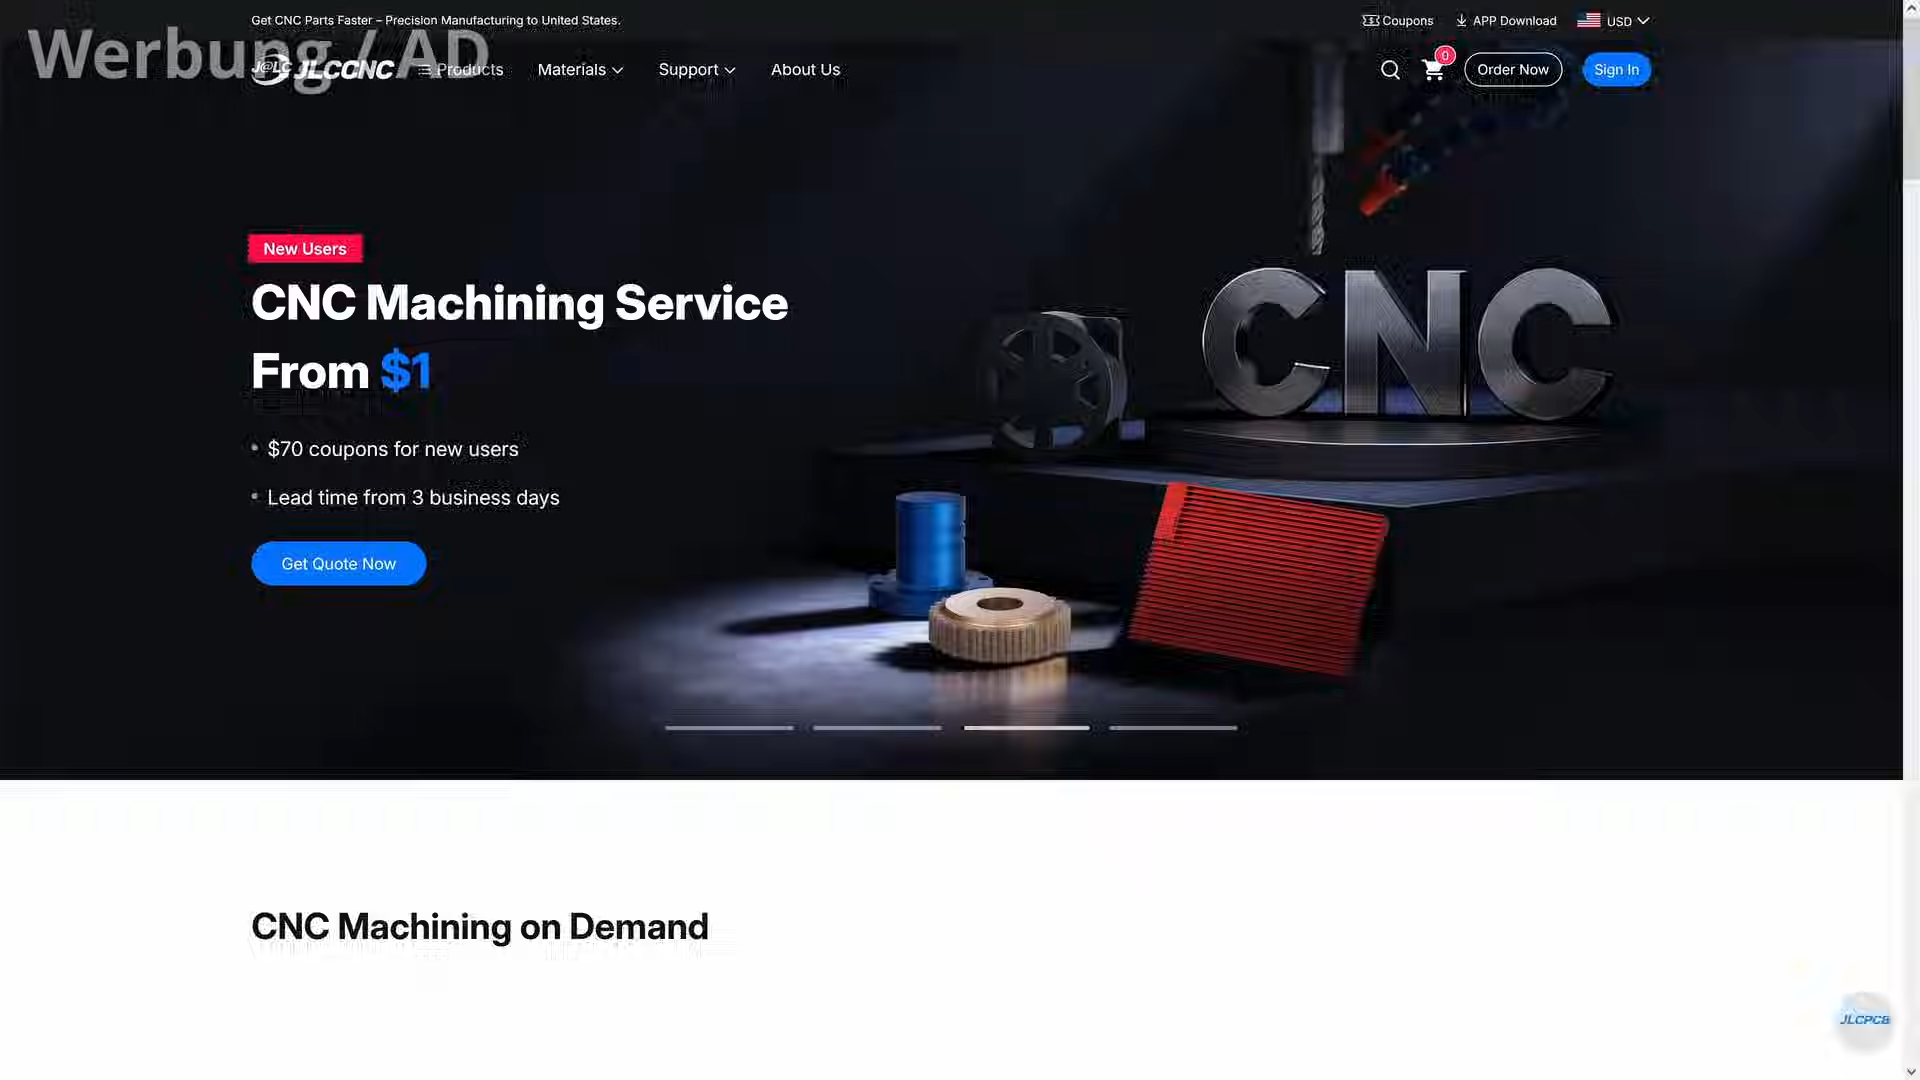 Get CNC Parts Faster – Precision Manufacturing to United States.
Coupons
APP Download
USD
Werbung / AD
J@LC JLCCNC
Products
Materials
Support
About Us
0
Order Now
Sign In
New Users
CNC Machining Service
From $1
• $70 coupons for new users
• Lead time from 3 business days
Get Quote Now
CNC
CNC Machining on Demand
JLCPCB